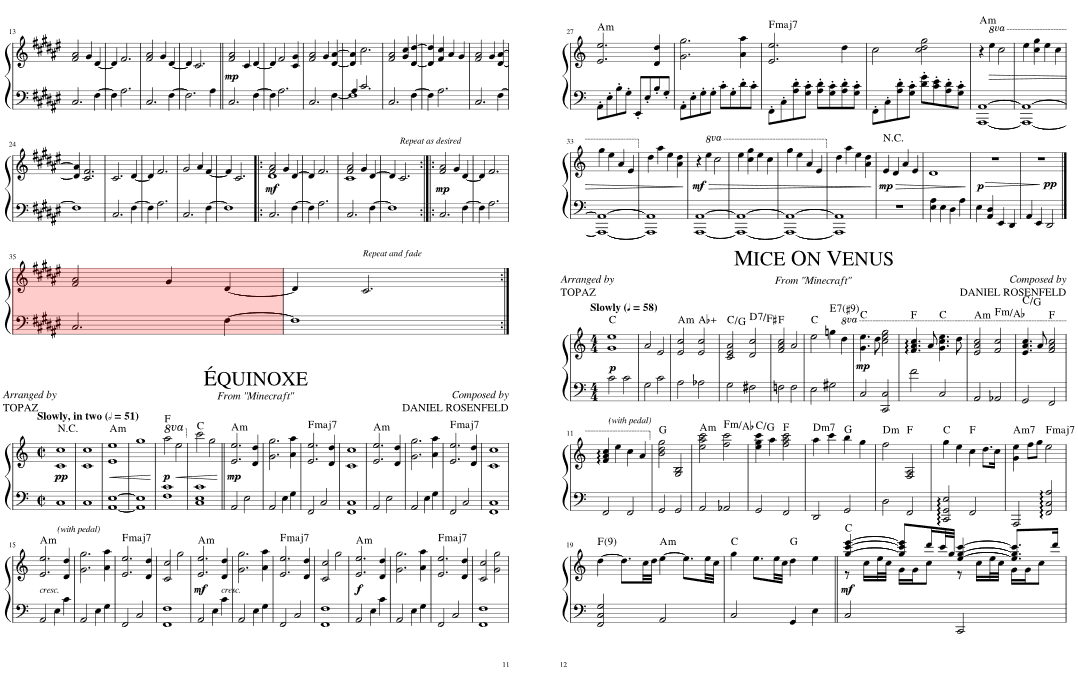 13
mp
24
Repeat as desired
mf
mp
35
Repeat and fade
ÉQUINOXE
Arranged by
From "Minecraft"
Composed by
TOPAZ
DANIEL ROSENFELD
Slowly, in two (𝅗𝅥 = 51)
N.C. Am F 8va C Am Fmaj7 Am Fmaj7
pp p mp
(with pedal)
15
Am Fmaj7 Am Fmaj7 Am Fmaj7
cresc. mf cresc. f
11
27
Am Fmaj7 Am
8va
33
8va N.C.
mf mp p pp
MICE ON VENUS
Arranged by
From "Minecraft"
Composed by
TOPAZ
DANIEL ROSENFELD
Slowly (♩ = 58)
C Am A♭+ C/G D7/F♯ F C E7(♯9) 8va C F C Am Fm/A♭ C/G F
p mp
(with pedal)
11
G Am Fm/A♭ C/G F Dm7 G Dm F C F Am7 Fmaj7
19
F(9) Am C G C
mf
12